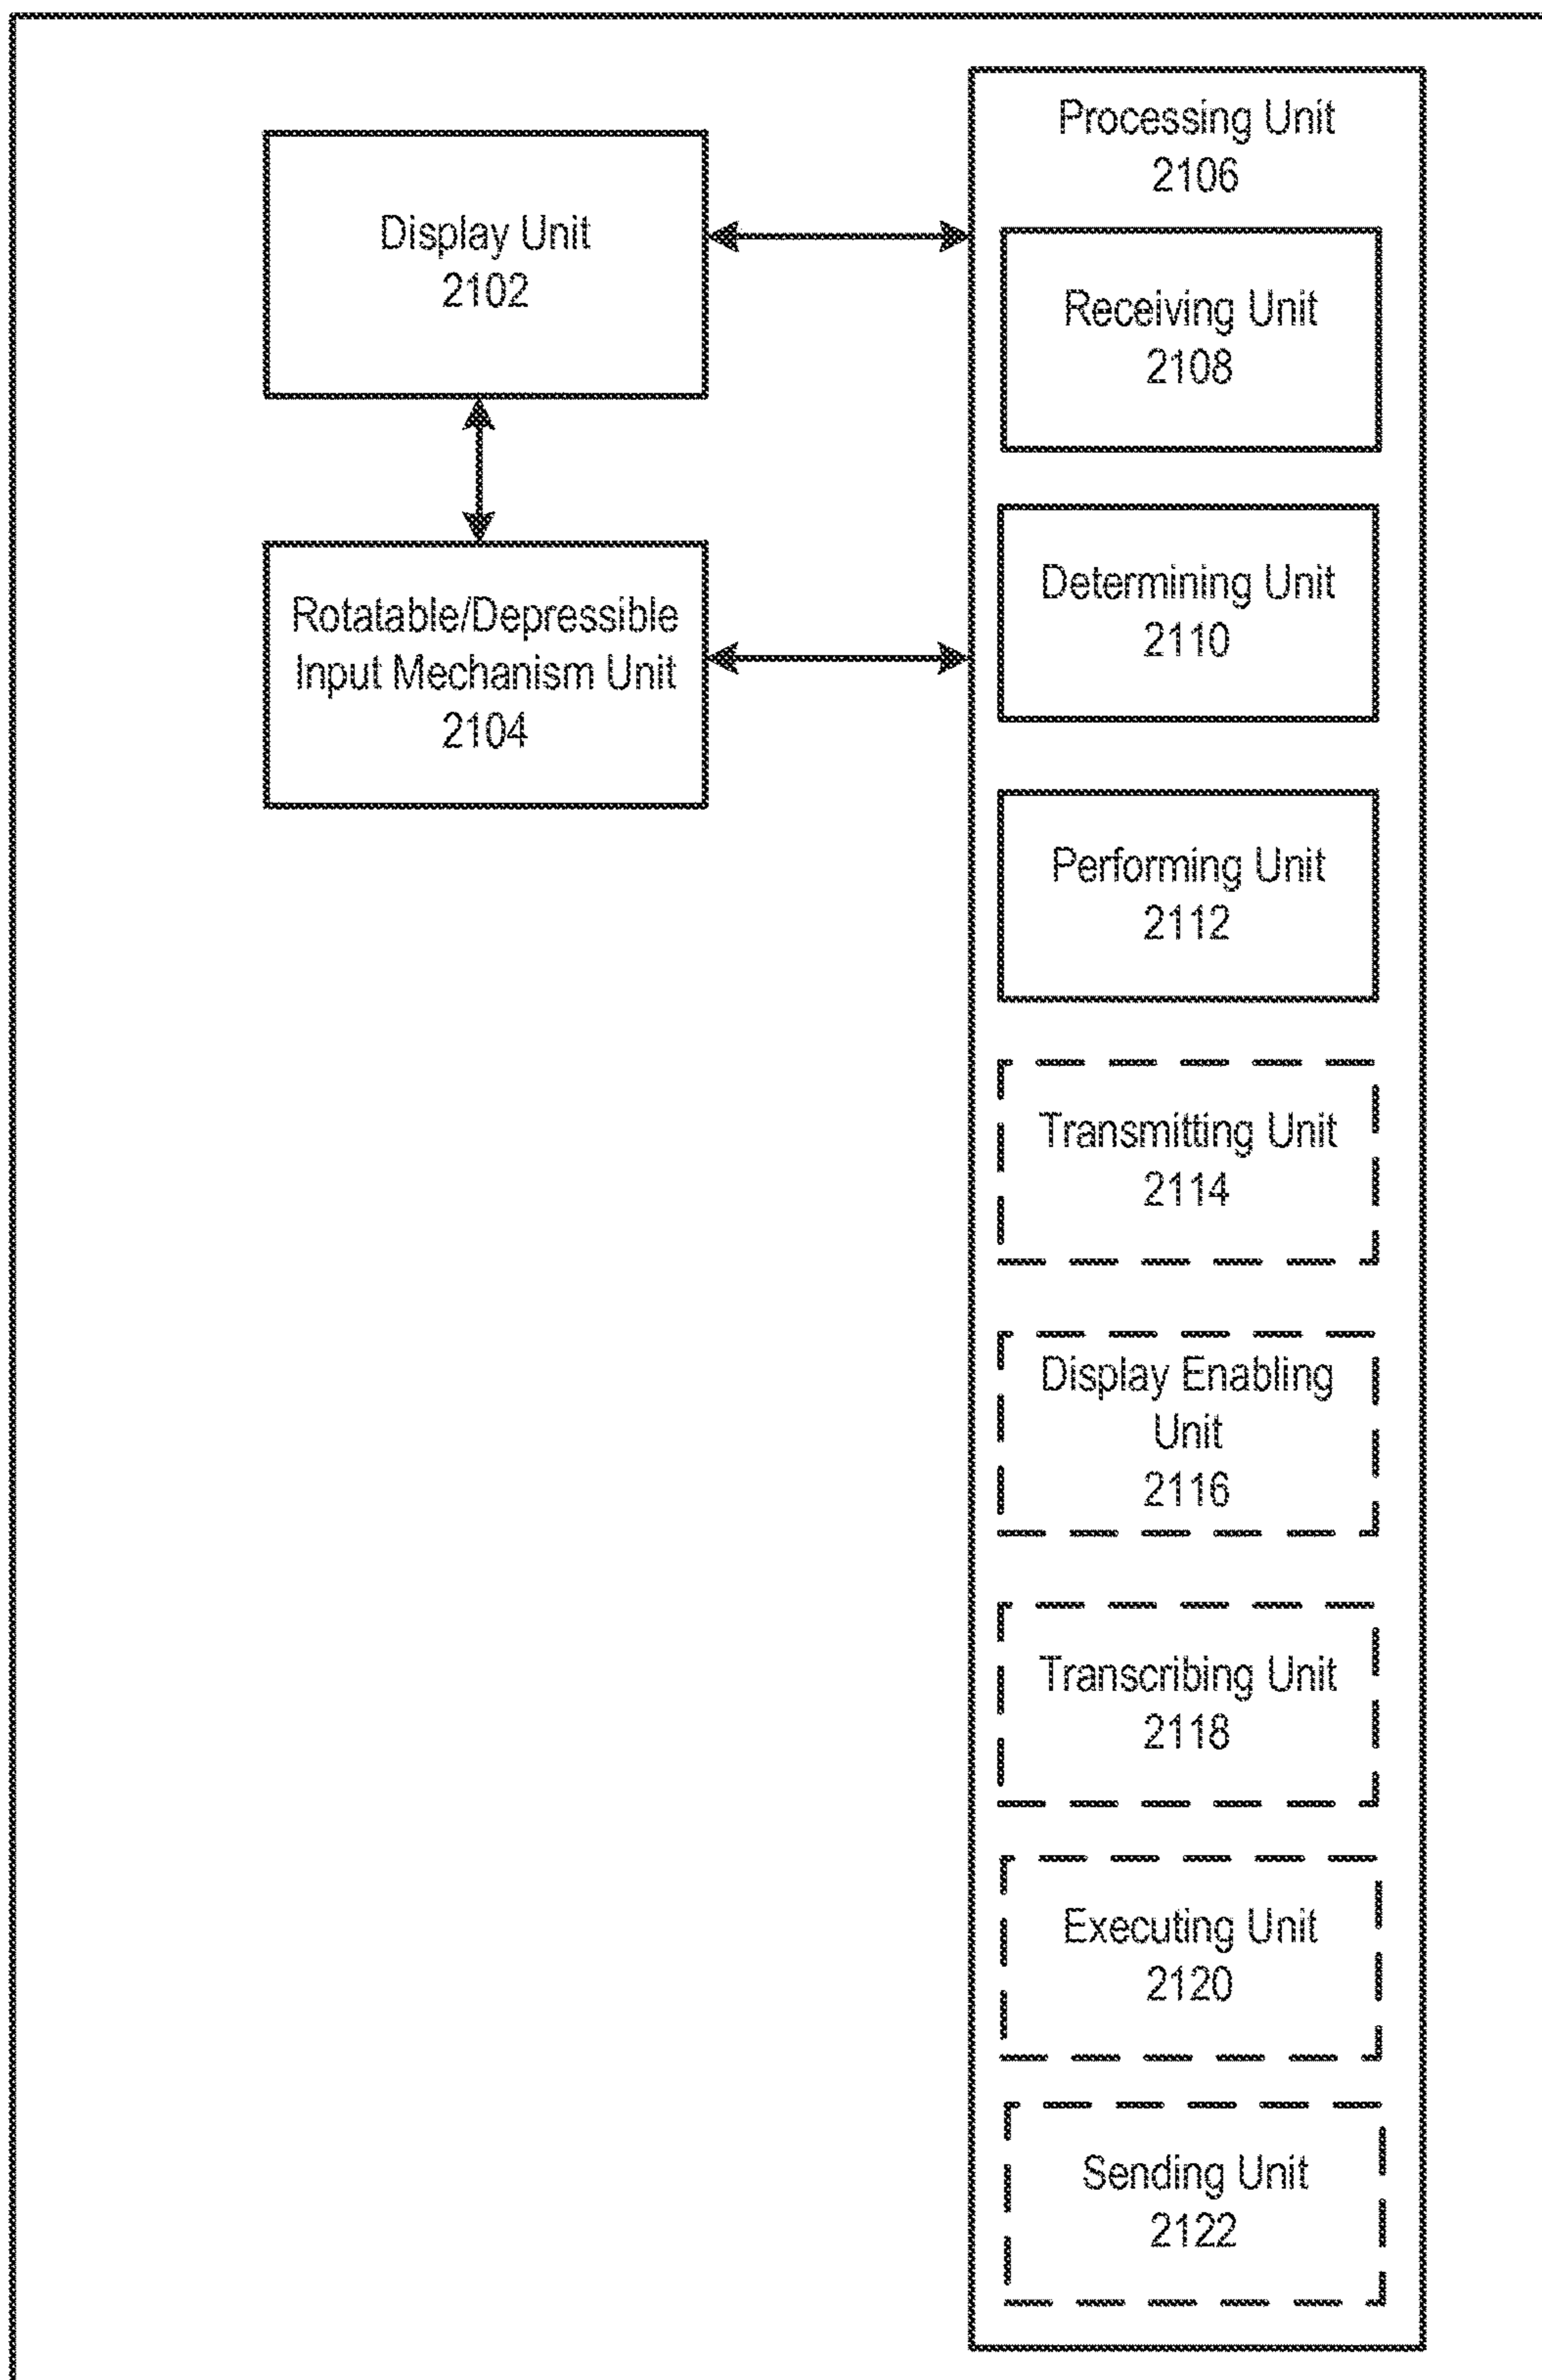 Processing Unit
2106
Display Unit
2102
Receiving Unit
2108
Rotatable/Depressible
Input Mechanism Unit
2104
Determining Unit
2110
Performing Unit
2112
Transmitting Unit
2114
Display Enabling
Unit
2116
Transcribing Unit
2118
Executing Unit
2120
Sending Unit
2122